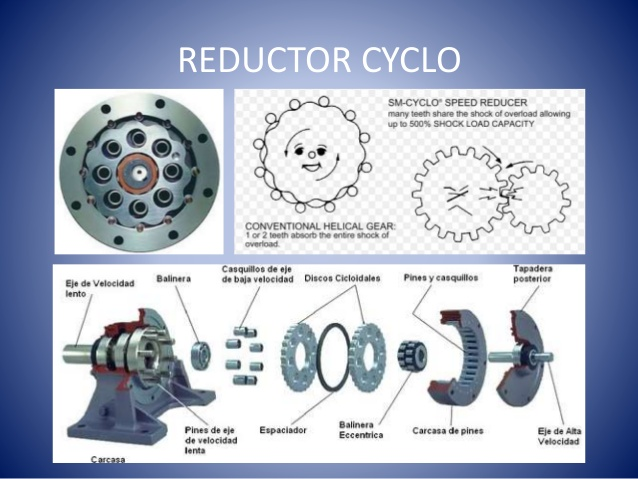 REDUCTOR CYCLO
SM-CYCLO® SPEED REDUCER
many teeth share the shock of overload allowing
up to 500% SHOCK LOAD CAPACITY
CONVENTIONAL HELICAL GEAR:
1 or 2 teeth absorb the entire shock of
overload.
Eje de Velocidad
lento
Balinera
Casquillos de eje
de baja velocidad
Discos Cicloidales
Pines y casquillos
Tapadera
posterior
Pines de eje
de velocidad
lenta
Espaciador
Balinera
Eccentrica
Carcasa de pines
Eje de Alta
Velocidad
Carcasa